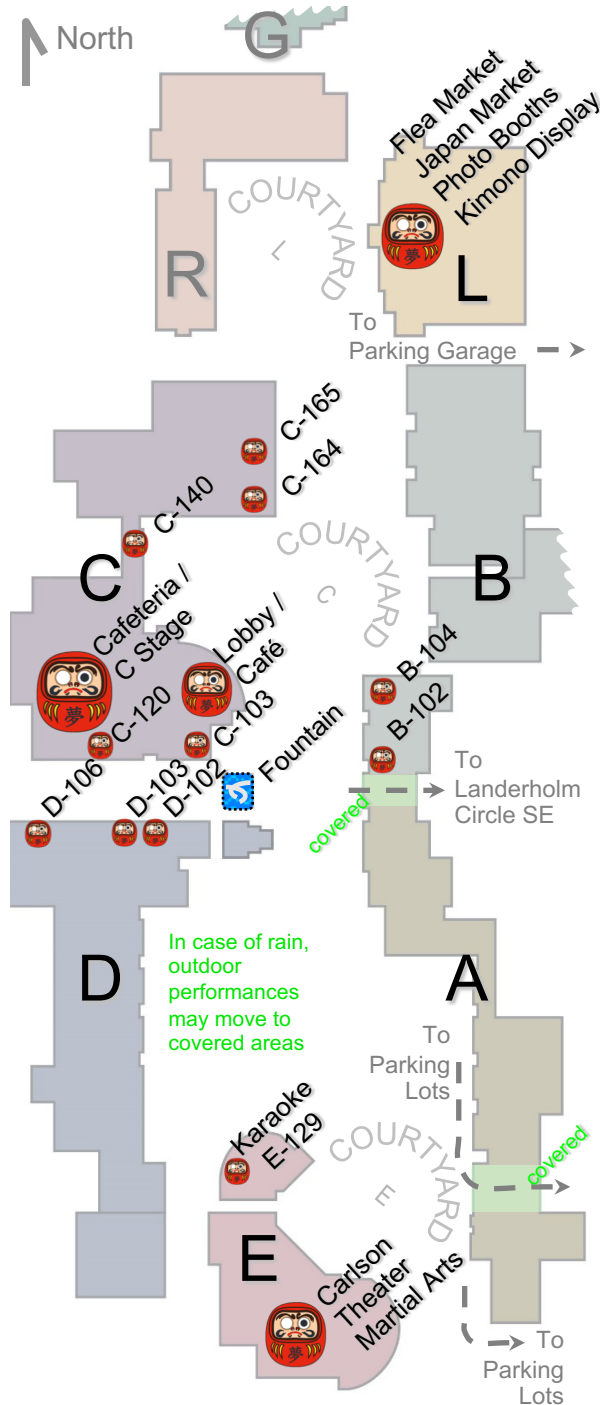 North
G
Flea Market
Japan Market
Photo Booths
Kimono Display
COURTYARD
L
R
夢
L
To
Parking Garage
C-165
C-164
C-140
COURTYARD
C
C
B
Cafeteria /
C Stage
夢
Lobby /
Café
夢
C-120
C-103
B-104
B-102
Fountain
To
Landerholm
Circle SE
covered
D-106
D-103
D-102
D
In case of rain,
outdoor
performances
may move to
covered areas
A
To
Parking
Lots
Karaoke
E-129
COURTYARD
E
covered
E
Carlson
Theater
Martial Arts
夢
To
Parking
Lots